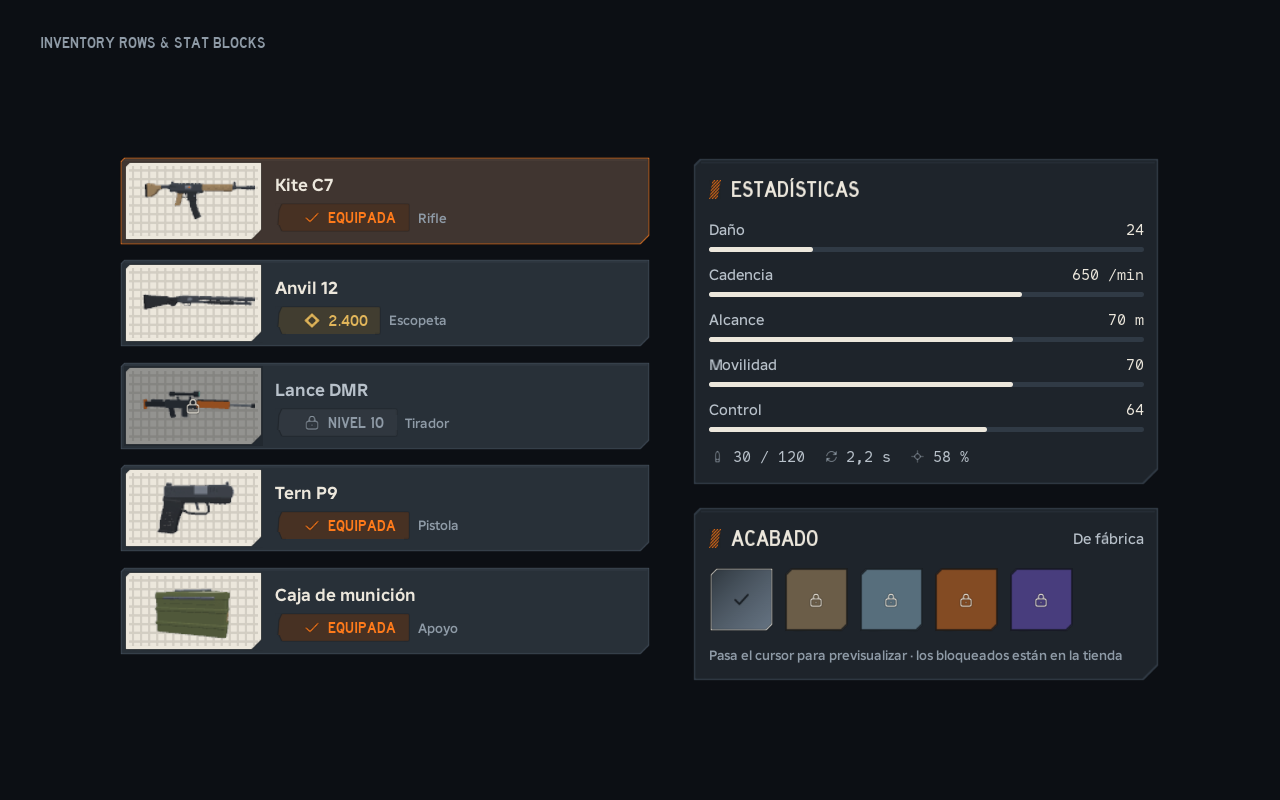 INVENTORY ROWS & STAT BLOCKS
Kite C7
EQUIPADA Rifle
Anvil 12
2.400 Escopeta
Lance DMR
NIVEL 10 Tirador
Tern P9
EQUIPADA Pistola
Caja de munición
EQUIPADA Apoyo
ESTADÍSTICAS
Daño 24
Cadencia 650 /min
Alcance 70 m
Movilidad 70
Control 64
30 / 120 2,2 s 58 %
ACABADO De fábrica
Pasa el cursor para previsualizar · los bloqueados están en la tienda